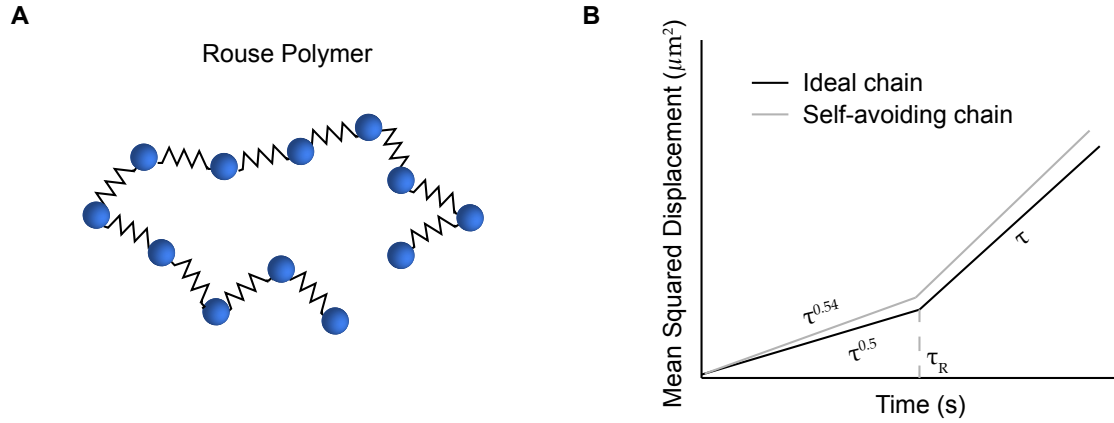 A
Rouse Polymer
B
Mean Squared Displacement (μm²)
Ideal chain
Self-avoiding chain
τ^0.54
τ^0.5
τ
τ_R
Time (s)